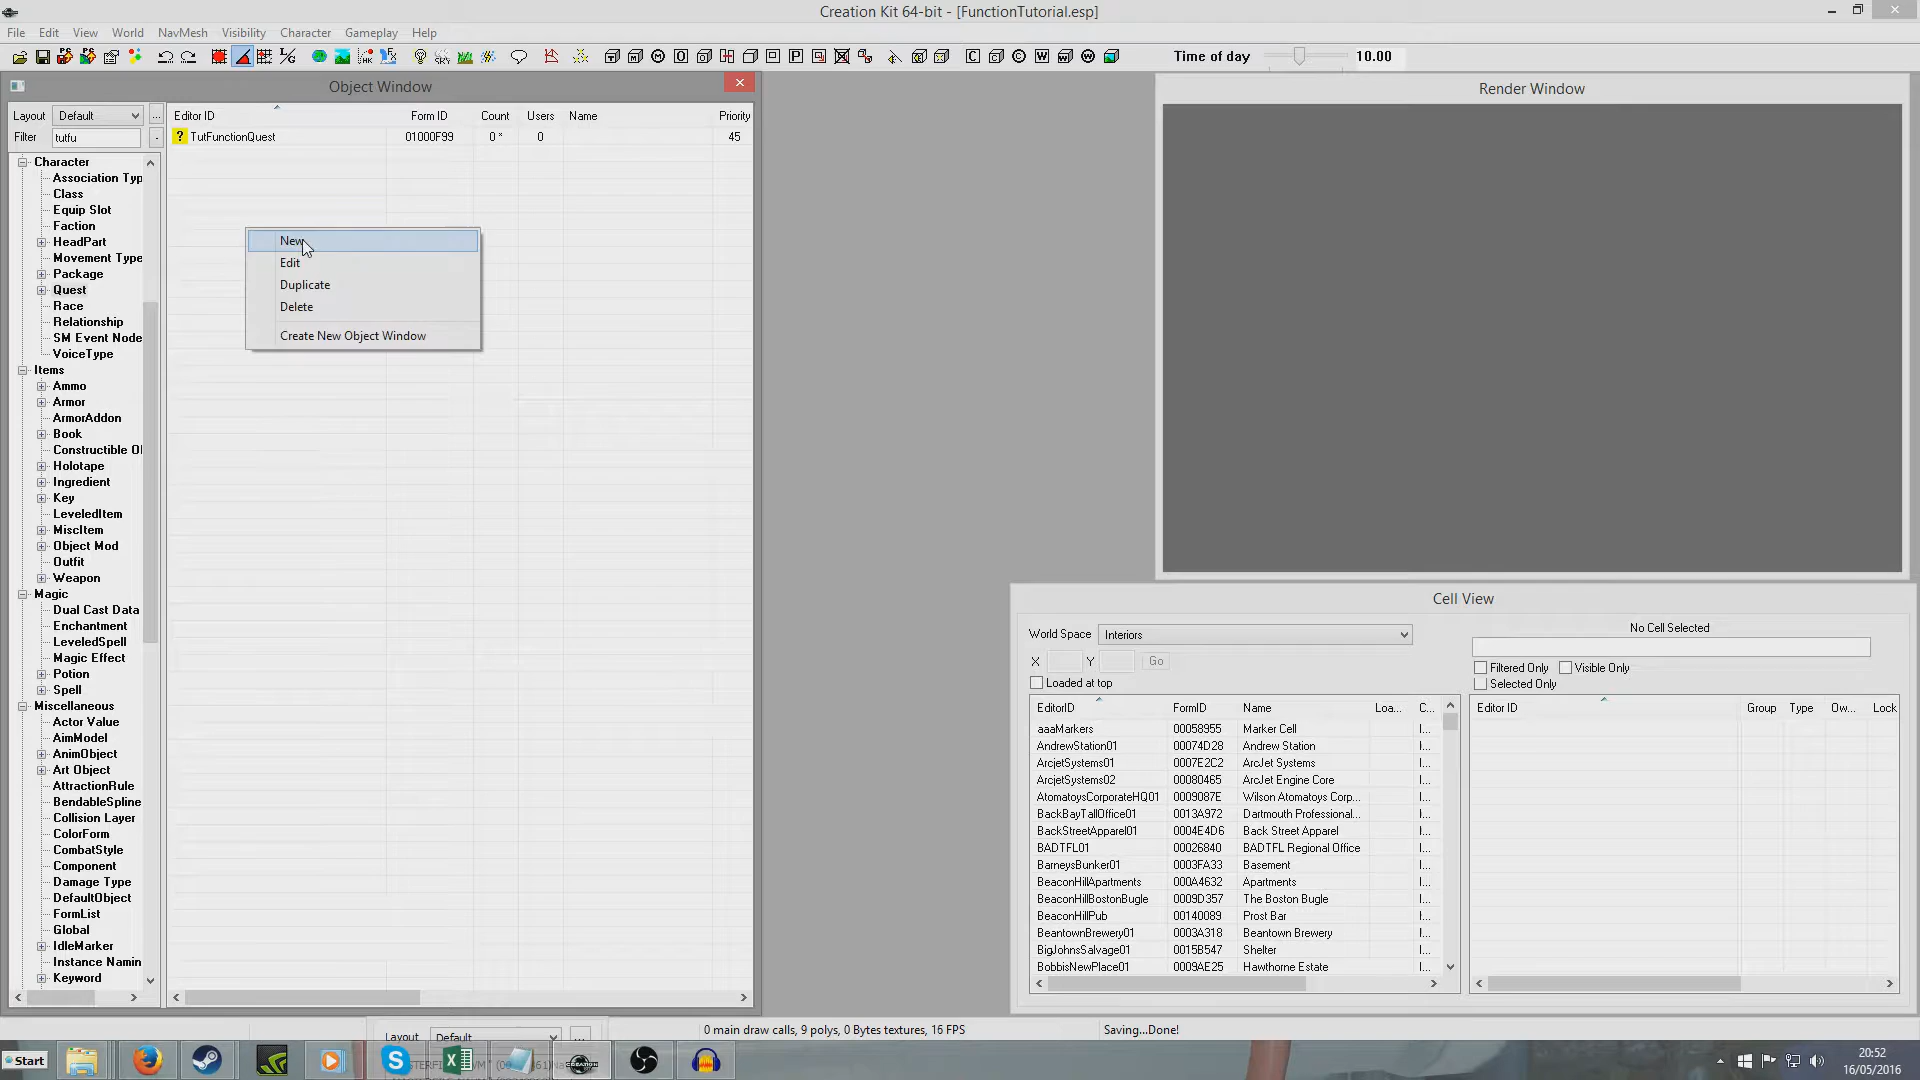 Creation Kit 64-bit - [FunctionTutorial.esp]
File Edit View World NavMesh Visibility Character Gameplay Help
Time of day 10.00
Object Window
Layout Default ...
Filter tutfu
Editor ID Form ID Count Users Name Priority
TutFunctionQuest 01000F99 0 * 0 45
Character
Association Typ
Class
Equip Slot
Faction
HeadPart
Movement Type
Package
Quest
Race
Relationship
SM Event Node
VoiceType
Items
Ammo
Armor
ArmorAddon
Book
Constructible Ol
Holotape
Ingredient
Key
LeveledItem
MiscItem
Object Mod
Outfit
Weapon
Magic
Dual Cast Data
Enchantment
LeveledSpell
Magic Effect
Potion
Spell
Miscellaneous
Actor Value
AimModel
AnimObject
Art Object
AttractionRule
BendableSpline
Collision Layer
ColorForm
CombatStyle
Component
Damage Type
DefaultObject
FormList
Global
IdleMarker
Instance Namin
Keyword
New
Edit
Duplicate
Delete
Create New Object Window
Render Window
Cell View
World Space Interiors
X Y Go
Loaded at top
No Cell Selected
Filtered Only Visible Only
Selected Only
EditorID FormID Name Loa... C...
aaaMarkers 00058955 Marker Cell I...
AndrewStation01 00074D28 Andrew Station I...
ArcjetSystems01 0007E2C2 ArcJet Systems I...
ArcjetSystems02 00080465 ArcJet Engine Core I...
AtomatoysCorporateHQ01 0009087E Wilson Atomatoys Corp... I...
BackBayTallOffice01 0013A972 Dartmouth Professional... I...
BackStreetApparel01 0004E4D6 Back Street Apparel I...
BADTFL01 00026840 BADTFL Regional Office I...
BarneysBunker01 0003FA33 Basement I...
BeaconHillApartments 000A4632 Apartments I...
BeaconHillBostonBugle 0009D357 The Boston Bugle I...
BeaconHillPub 00140089 Prost Bar I...
BeantownBrewery01 0003A318 Beantown Brewery I...
BigJohnsSalvage01 0015B547 Shelter I...
BobbisNewPlace01 0009AE25 Hawthorne Estate I...
Editor ID Group Type Ow... Lock
Layout Default ...
0 main draw calls, 9 polys, 0 Bytes textures, 16 FPS
Saving...Done!
Start
20:52
16/05/2016